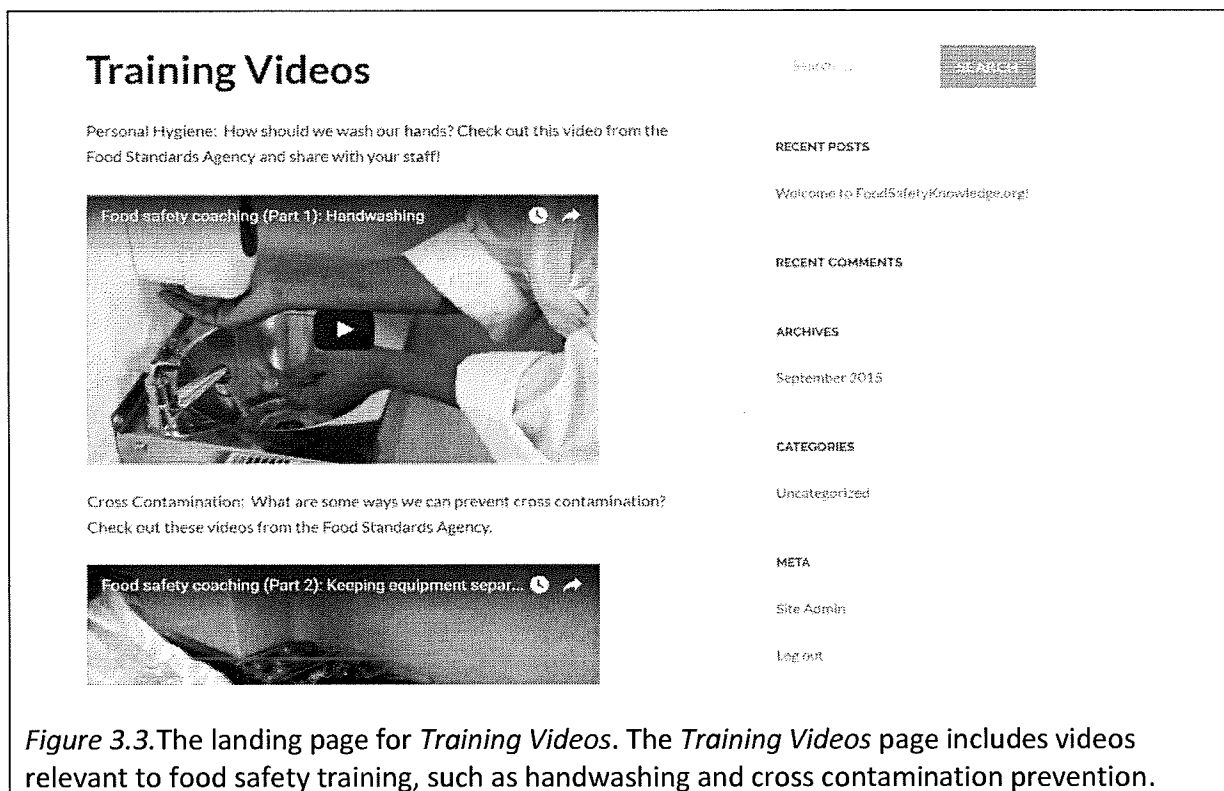 Training Videos
Personal Hygiene: How should we wash our hands? Check out this video from the
Food Standards Agency and share with your staff!
Food safety coaching (Part 1): Handwashing
Cross Contamination: What are some ways we can prevent cross contamination?
Check out these videos from the Food Standards Agency.
Food safety coaching (Part 2): Keeping equipment separ...
Search ...
SEARCH
RECENT POSTS
Welcome to FoodSafetyKnowledge.org!
RECENT COMMENTS
ARCHIVES
September 2015
CATEGORIES
Uncategorized
META
Site Admin
Log out
Figure 3.3.The landing page for Training Videos. The Training Videos page includes videos
relevant to food safety training, such as handwashing and cross contamination prevention.